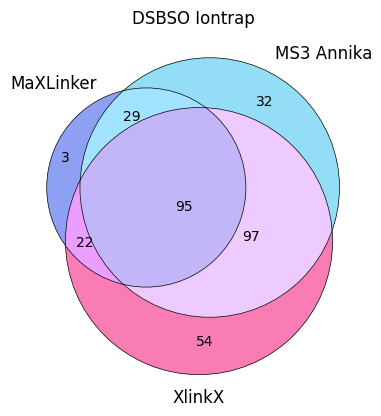 DSBSO Iontrap
MS3 Annika
MaXLinker
32
29
3
95
97
22
54
XlinkX